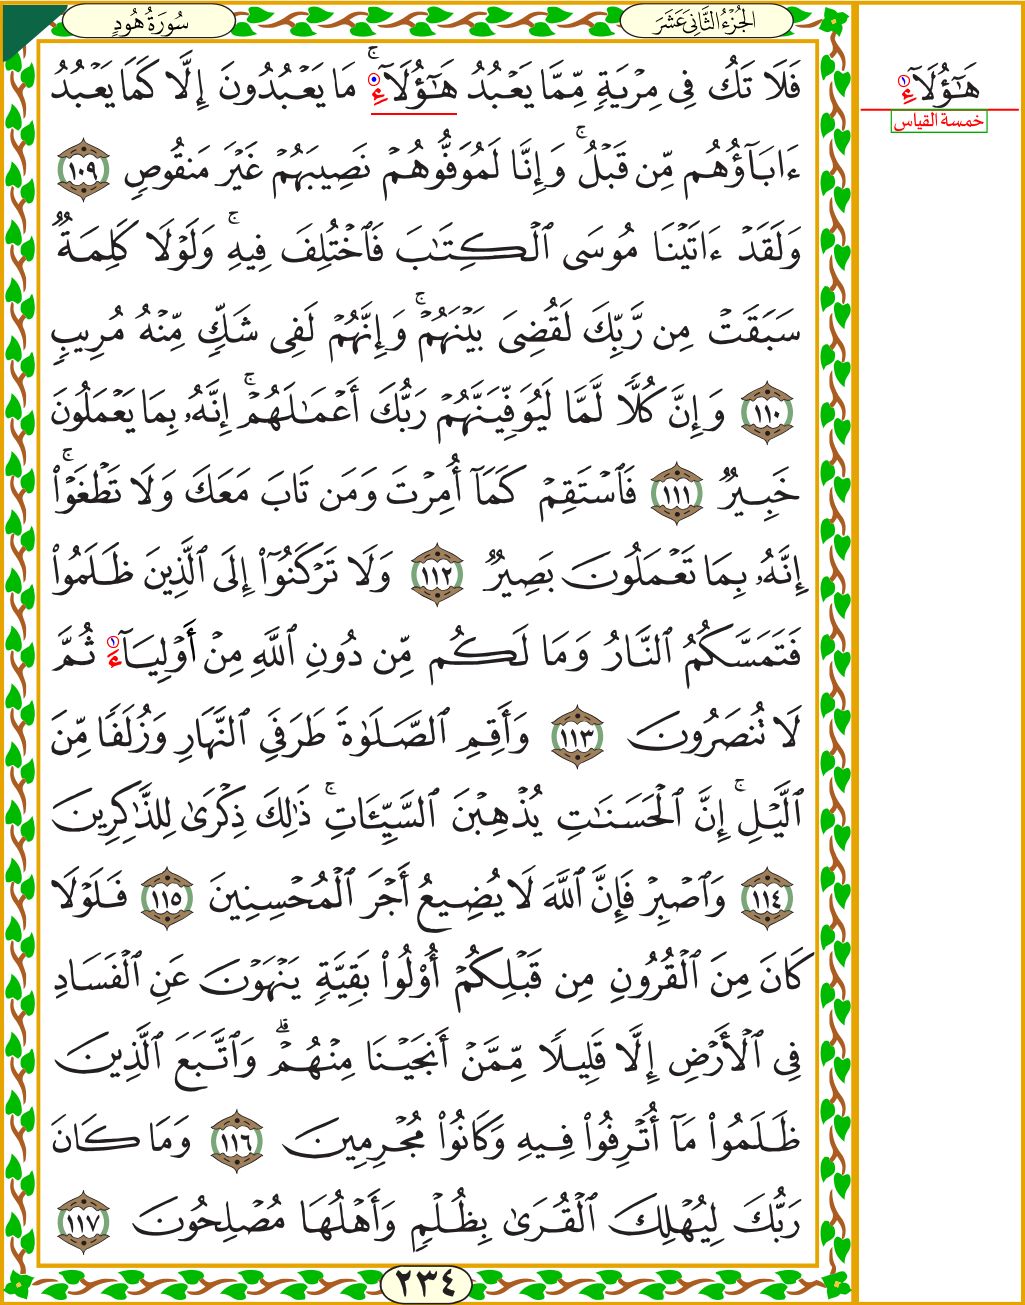 سُورَةُ هُودٍ
الجُزْءُ الثَّانِيَ عَشَرَ
فَلَا تَكُ فِى مِرْيَةٍ مِّمَّا يَعْبُدُ هَٰٓؤُلَآءِ ۚ مَا يَعْبُدُونَ إِلَّا كَمَا يَعْبُدُ
ءَابَآؤُهُم مِّن قَبْلُ ۚ وَإِنَّا لَمُوَفُّوهُمْ نَصِيبَهُمْ غَيْرَ مَنقُوصٍ ١٠٩
وَلَقَدْ ءَاتَيْنَا مُوسَى ٱلْكِتَٰبَ فَٱخْتُلِفَ فِيهِ ۚ وَلَوْلَا كَلِمَةٌ
سَبَقَتْ مِن رَّبِّكَ لَقُضِىَ بَيْنَهُمْ ۚ وَإِنَّهُمْ لَفِى شَكٍّ مِّنْهُ مُرِيبٍ
١١٠ وَإِنَّ كُلًّا لَّمَّا لَيُوَفِّيَنَّهُمْ رَبُّكَ أَعْمَٰلَهُمْ ۚ إِنَّهُۥ بِمَا يَعْمَلُونَ
خَبِيرٌ ١١١ فَٱسْتَقِمْ كَمَآ أُمِرْتَ وَمَن تَابَ مَعَكَ وَلَا تَطْغَوْا۟ ۚ
إِنَّهُۥ بِمَا تَعْمَلُونَ بَصِيرٌ ١١٢ وَلَا تَرْكَنُوٓا۟ إِلَى ٱلَّذِينَ ظَلَمُوا۟
فَتَمَسَّكُمُ ٱلنَّارُ وَمَا لَكُم مِّن دُونِ ٱللَّهِ مِنْ أَوْلِيَآءَ ١ ثُمَّ
لَا تُنصَرُونَ ١١٣ وَأَقِمِ ٱلصَّلَوٰةَ طَرَفَىِ ٱلنَّهَارِ وَزُلَفًا مِّنَ
ٱلَّيْلِ ۚ إِنَّ ٱلْحَسَنَٰتِ يُذْهِبْنَ ٱلسَّيِّـَٔاتِ ۚ ذَٰلِكَ ذِكْرَىٰ لِلذَّٰكِرِينَ
١١٤ وَٱصْبِرْ فَإِنَّ ٱللَّهَ لَا يُضِيعُ أَجْرَ ٱلْمُحْسِنِينَ ١١٥ فَلَوْلَا
كَانَ مِنَ ٱلْقُرُونِ مِن قَبْلِكُمْ أُو۟لُوا۟ بَقِيَّةٍ يَنْهَوْنَ عَنِ ٱلْفَسَادِ
فِى ٱلْأَرْضِ إِلَّا قَلِيلًا مِّمَّنْ أَنجَيْنَا مِنْهُمْ ۗ وَٱتَّبَعَ ٱلَّذِينَ
ظَلَمُوا۟ مَآ أُتْرِفُوا۟ فِيهِ وَكَانُوا۟ مُجْرِمِينَ ١١٦ وَمَا كَانَ
رَبُّكَ لِيُهْلِكَ ٱلْقُرَىٰ بِظُلْمٍ وَأَهْلُهَا مُصْلِحُونَ ١١٧
٢٣٤
هَٰٓؤُلَآءِ ١
خمسة القياس